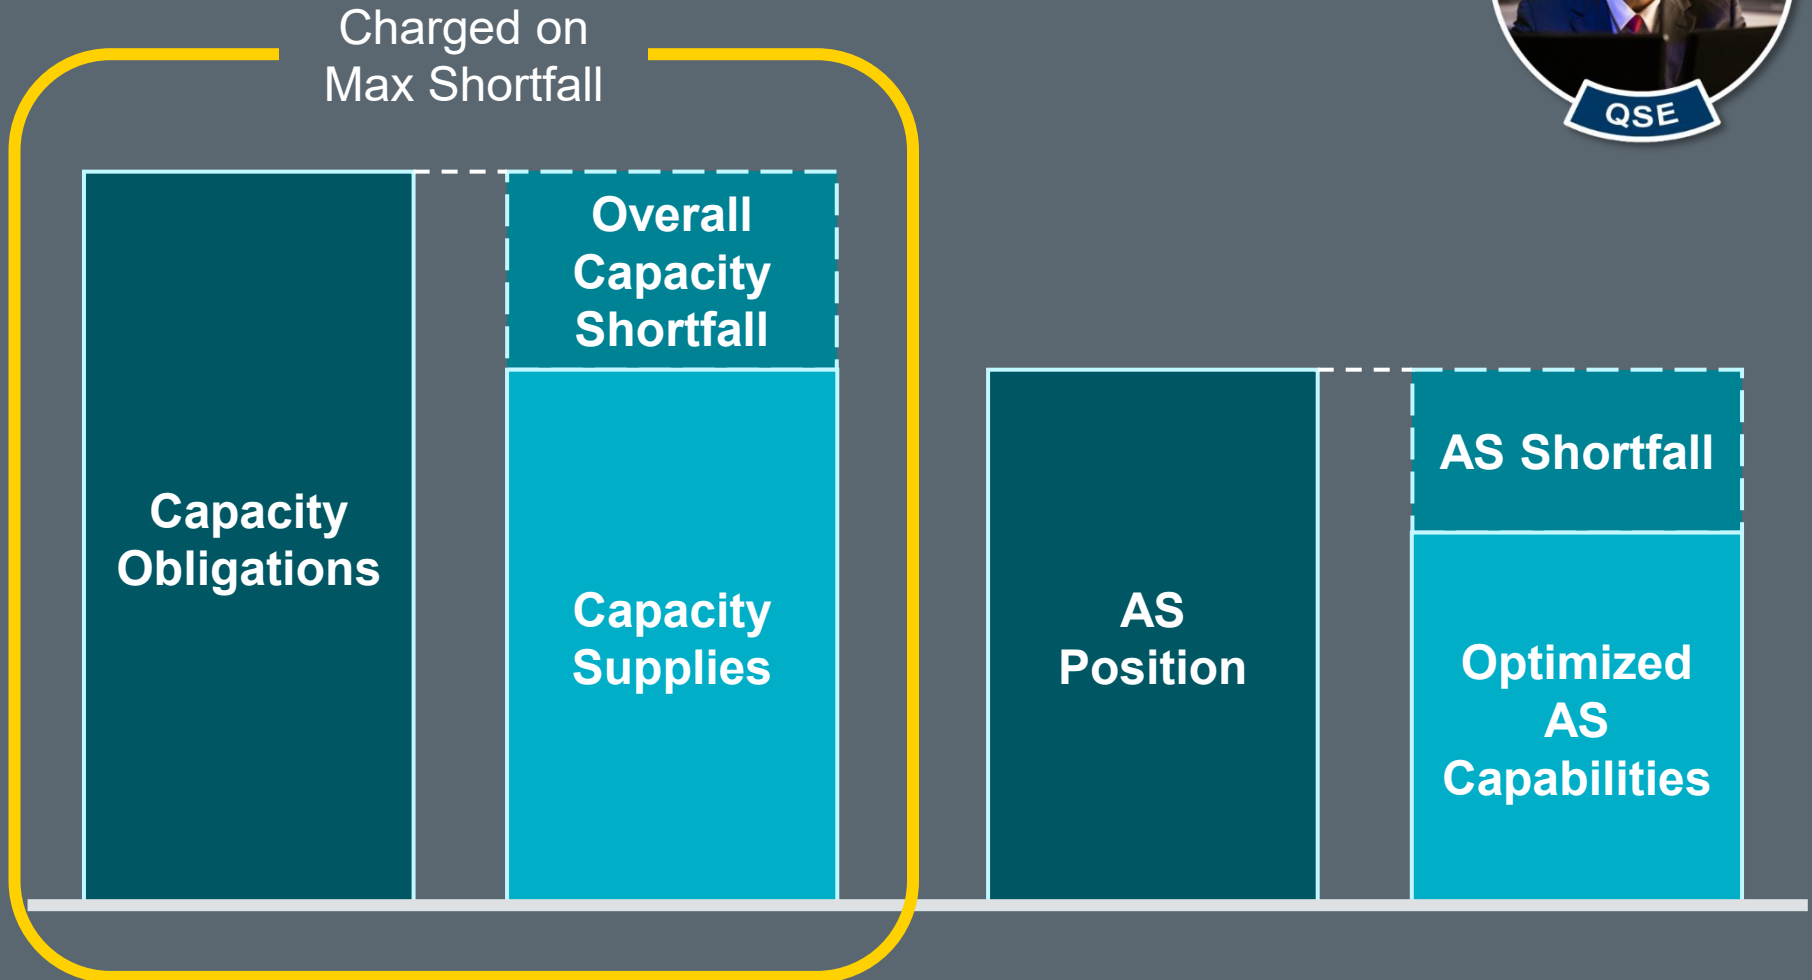 Charged on
Max Shortfall
QSE
Overall
Capacity
Shortfall
Capacity
Obligations
Capacity
Supplies
AS Shortfall
AS
Position
Optimized
AS
Capabilities